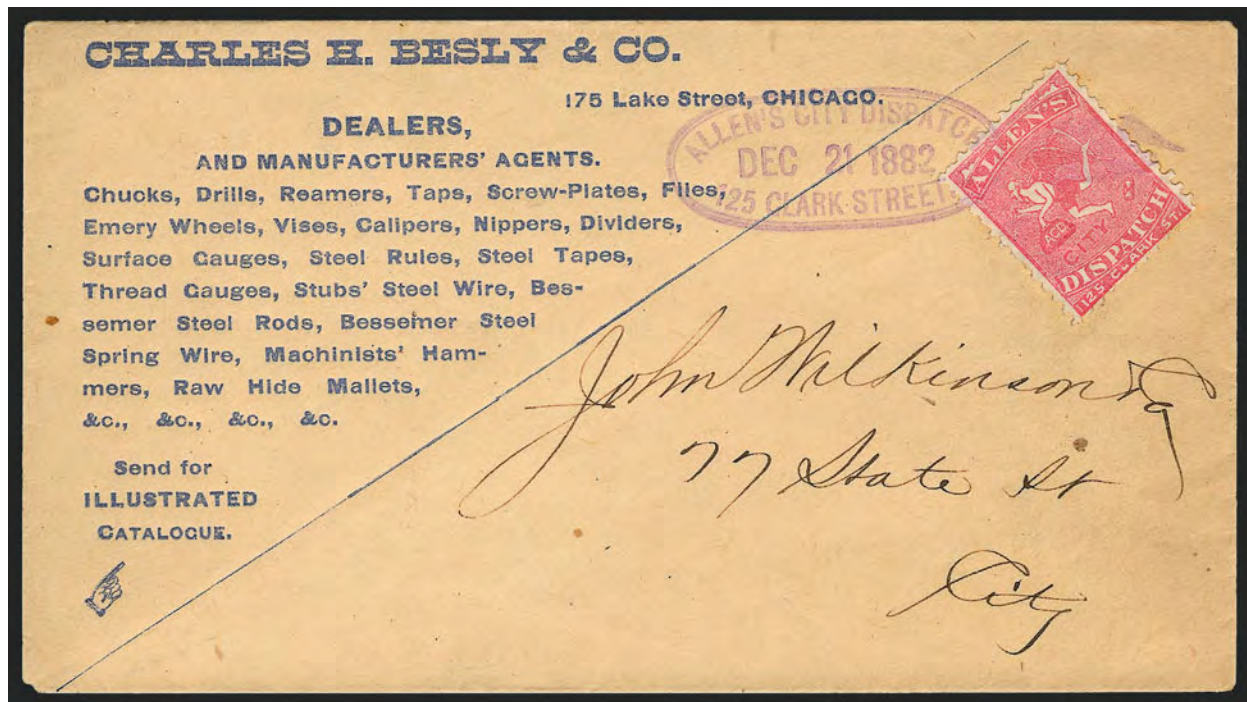 CHARLES H. BESLY & CO.
175 Lake Street, CHICAGO.
DEALERS,
AND MANUFACTURERS' AGENTS.
Chucks, Drills, Reamers, Taps, Screw-Plates, Files,
Emery Wheels, Vises, Calipers, Nippers, Dividers,
Surface Gauges, Steel Rules, Steel Tapes,
Thread Gauges, Stubs' Steel Wire, Bes-
semer Steel Rods, Bessemer Steel
Spring Wire, Machinists' Ham-
mers, Raw Hide Mallets,
&c., &c., &c., &c.
Send for
ILLUSTRATED
CATALOGUE.
ALLEN'S CITY DISPATCH
DEC 21 1882
125 CLARK STREET
ALLEN'S
ACD
CITY
DISPATCH
125 CLARK ST.
John Wilkinson Esq
77 State St
City